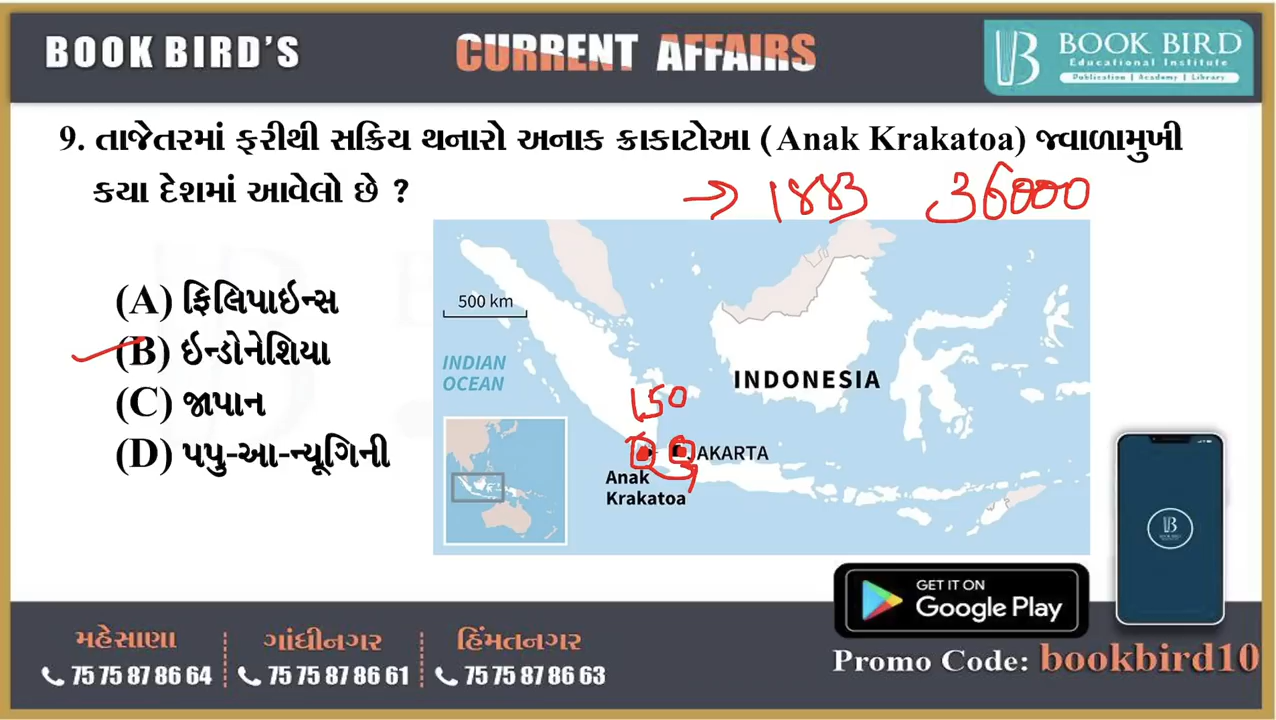 BOOK BIRD'S
CURRENT AFFAIRS
BOOK BIRD
Educational Institute
Publication | Academy | Library
9. તાજેતરમાં ફરીથી સક્રિય થનારો અનાક ક્રાકાટોઆ (Anak Krakatoa) જ્વાળામુખી
કયા દેશમાં આવેલો છે ?
→ 1883 36000
(A) ફિલિપાઇન્સ
(B) ઇન્ડોનેશિયા
(C) જાપાન
(D) પપુ-આ-ન્યૂગિની
500 km
INDIAN
OCEAN
INDONESIA
150
JAKARTA
Anak
Krakatoa
GET IT ON
Google Play
Promo Code: bookbird10
મહેસાણા
75 75 87 86 64
ગાંધીનગર
75 75 87 86 61
હિંમતનગર
75 75 87 86 63